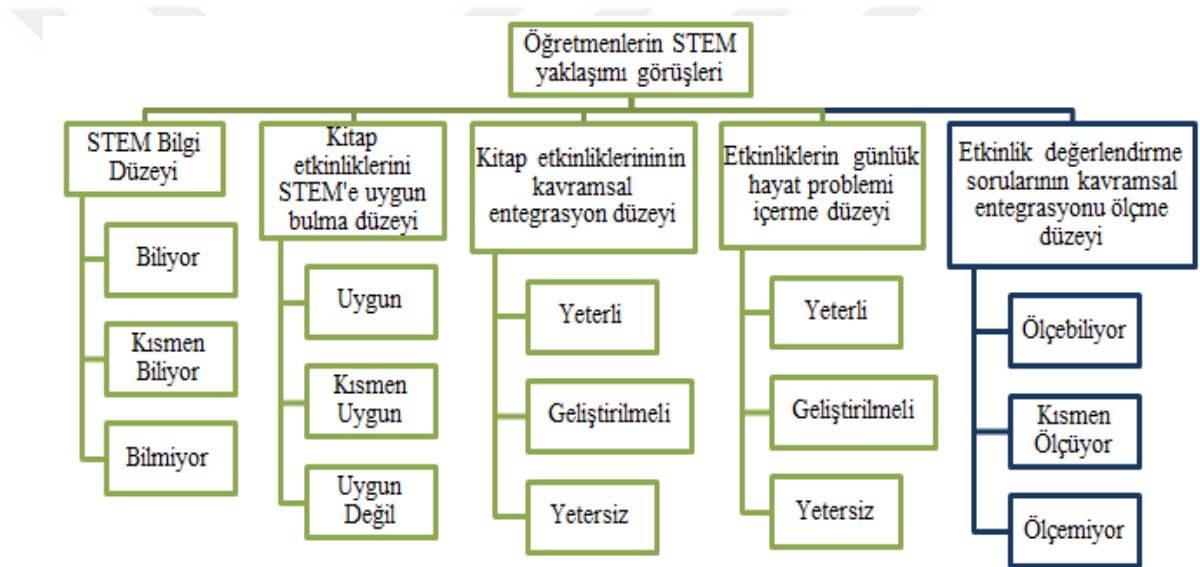 Öğretmenlerin STEM
yaklaşımı görüşleri
STEM Bilgi
Düzeyi
Biliyor
Kısmen
Biliyor
Bilmiyor
Kitap
etkinliklerini
STEM'e uygun
bulma düzeyi
Uygun
Kısmen
Uygun
Uygun
Değil
Kitap etkinliklerininin
kavramsal
entegrasyon düzeyi
Yeterli
Geliştirilmeli
Yetersiz
Etkinliklerin günlük
hayat problemi
içerme düzeyi
Yeterli
Geliştirilmeli
Yetersiz
Etkinlik değerlendirme
sorularının kavramsal
entegrasyonu ölçme
düzeyi
Ölçebiliyor
Kısmen
Ölçüyor
Ölçemiyor